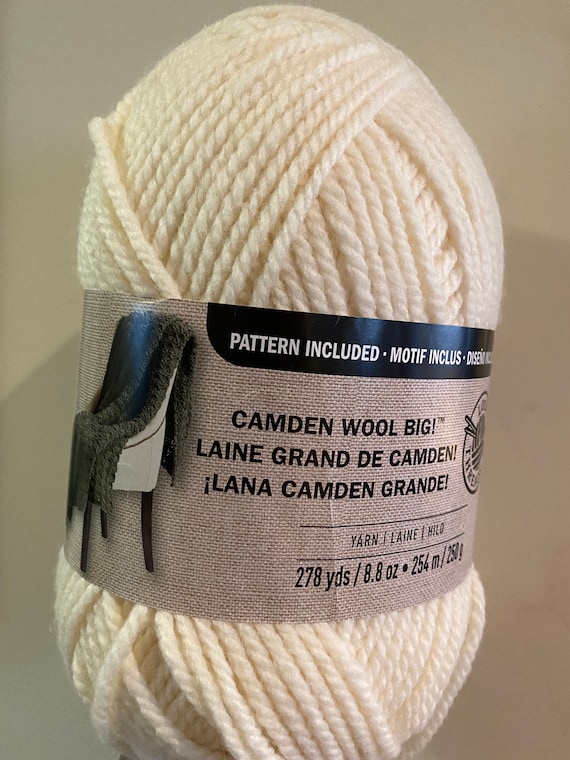 PATTERN INCLUDED · MOTIF INCLUS · DISEÑO
CAMDEN WOOL BIG!™
LAINE GRAND DE CAMDEN!
¡LANA CAMDEN GRANDE!
YARN | LAINE | HILO
278 yds / 8.8 oz • 254 m / 250 g